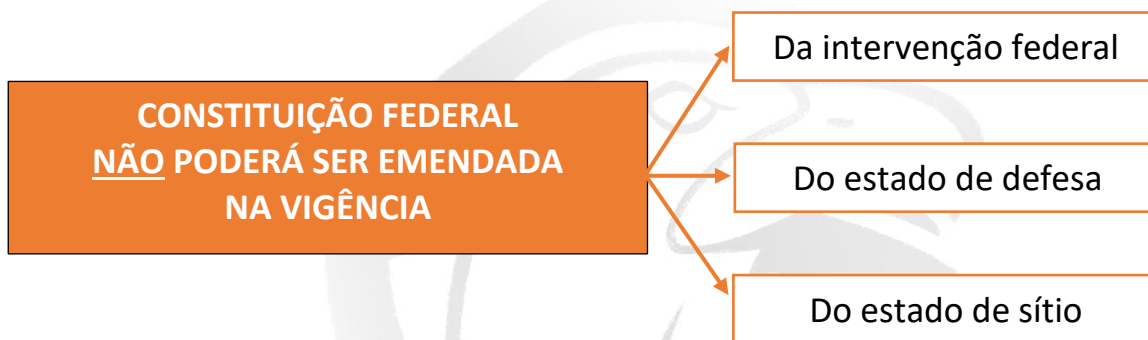 CONSTITUIÇÃO FEDERAL
NÃO PODERÁ SER EMENDADA
NA VIGÊNCIA
Da intervenção federal
Do estado de defesa
Do estado de sítio